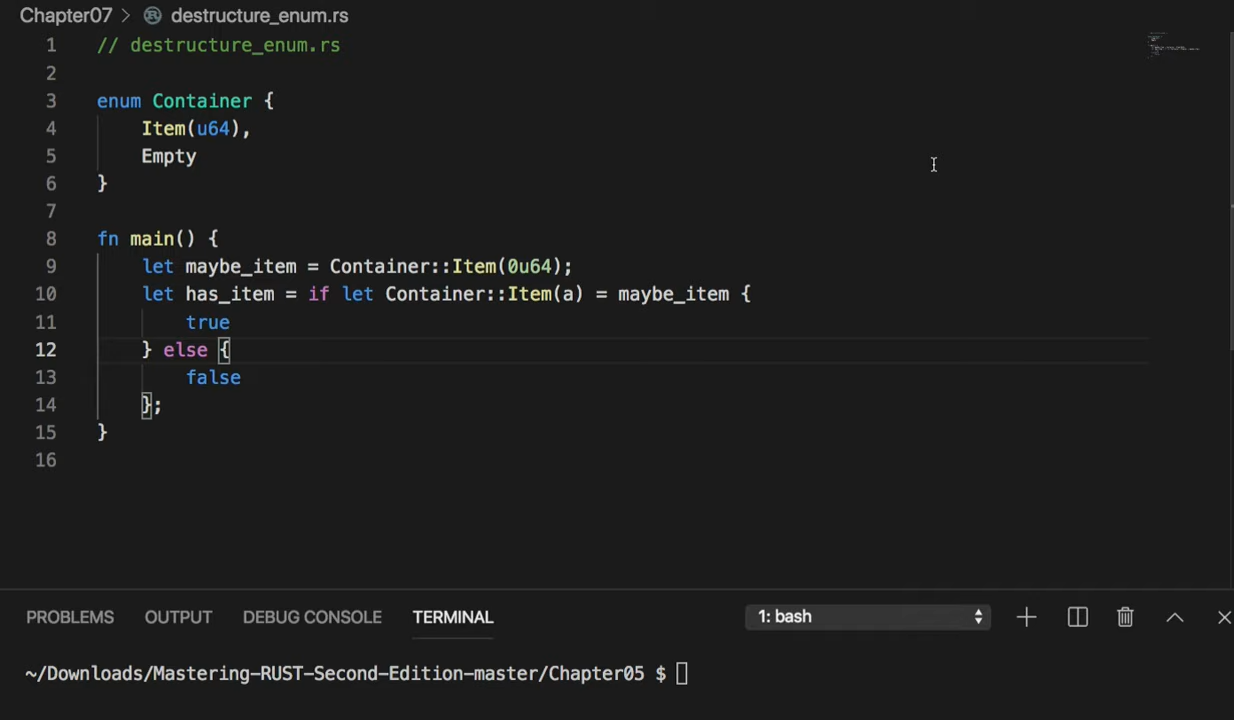 Chapter07 > destructure_enum.rs
1 // destructure_enum.rs
2
3 enum Container {
4     Item(u64),
5     Empty
6 }
7
8 fn main() {
9     let maybe_item = Container::Item(0u64);
10     let has_item = if let Container::Item(a) = maybe_item {
11         true
12     } else {
13         false
14     };
15 }
16
PROBLEMS OUTPUT DEBUG CONSOLE TERMINAL 1: bash
~/Downloads/Mastering-RUST-Second-Edition-master/Chapter05 $